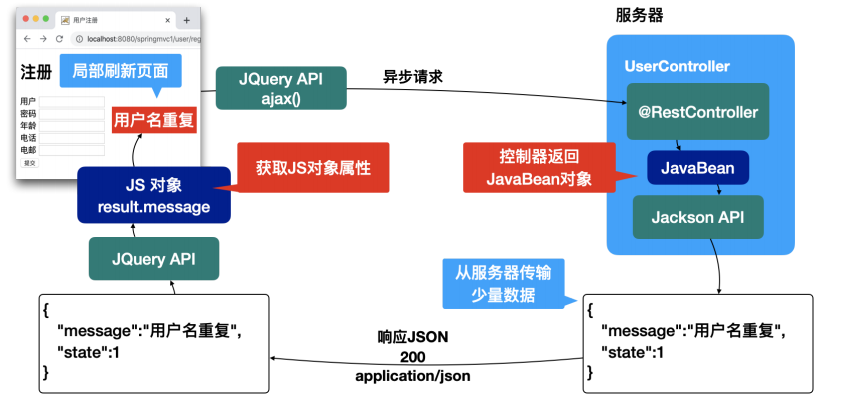 用户注册
localhost:8080/springmvc1/user/reg
注册
局部刷新页面
用户
密码
年龄
电话
电邮
提交
用户名重复
JQuery API
ajax()
异步请求
服务器
UserController
@RestController
JavaBean
Jackson API
控制器返回
JavaBean对象
JS 对象
result.message
获取JS对象属性
JQuery API
从服务器传输
少量数据
{
"message":"用户名重复",
"state":1
}
响应JSON
200
application/json
{
"message":"用户名重复",
"state":1
}